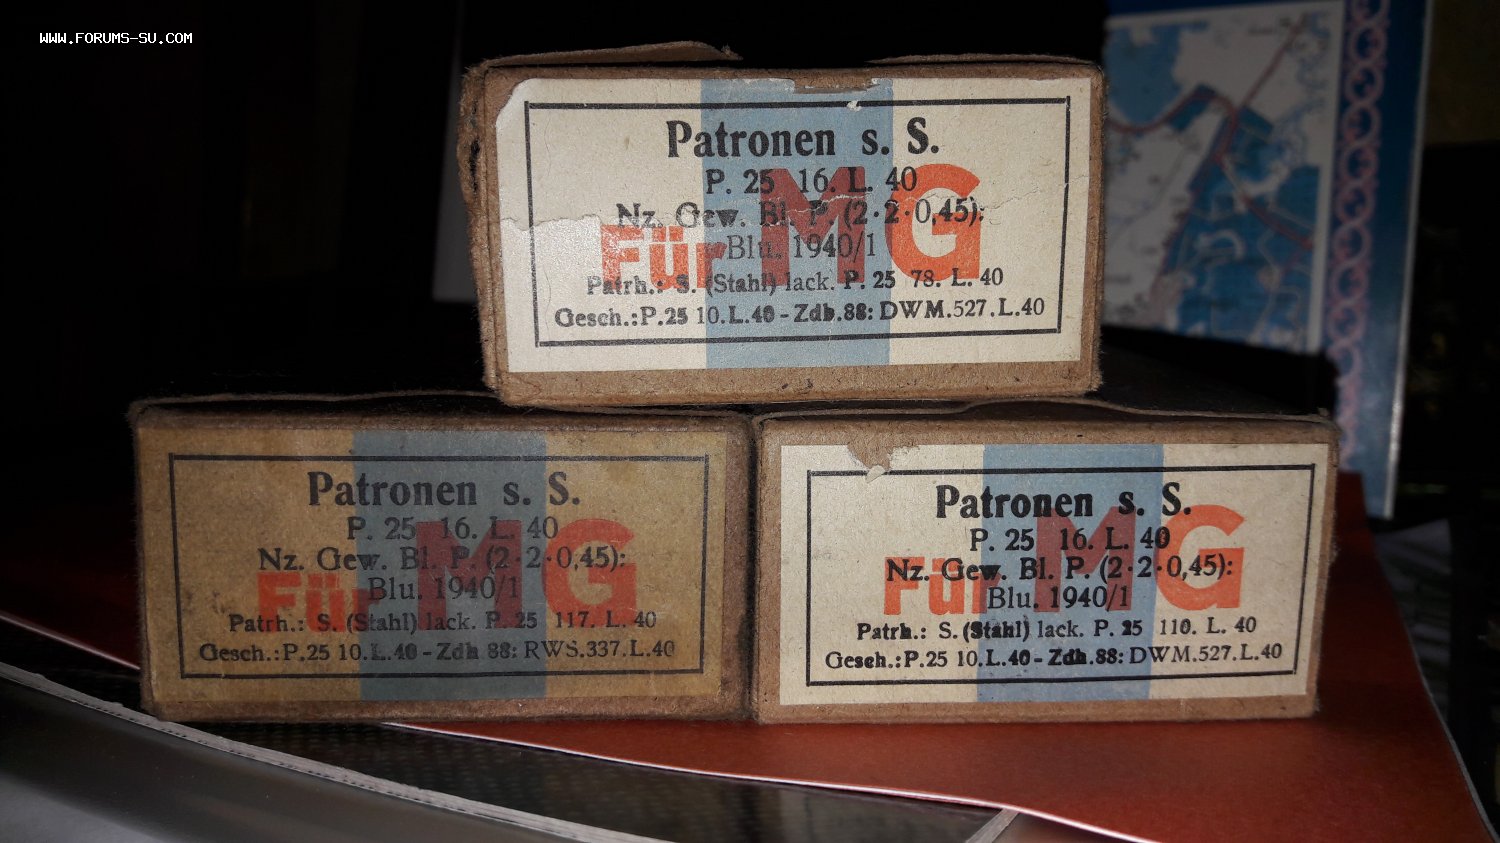 WWW.FORUMS-SU.COM
Patronen s. S.
P. 25 16. L. 40
Nz. Gew. Bl. P. (2·2·0,45):
Blu. 1940/1
Für MG
Patrh.: S. (Stahl) lack. P. 25 78. L. 40
Gesch.: P.25 10.L.40 - Zdh.88: DWM.527.L.40
Patronen s. S.
P. 25 16. L. 40
Nz. Gew. Bl. P. (2·2·0,45):
Blu. 1940/1
Für MG
Patrh.: S. (Stahl) lack. P. 25 117. L. 40
Gesch.: P.25 10.L.40 - Zdh 88: RWS.337.L.40
Patronen s. S.
P. 25 16. L. 40
Nz. Gew. Bl. P. (2·2·0,45):
Blu. 1940/1
Für MG
Patrh.: S. (Stahl) lack. P. 25 110. L. 40
Gesch.: P.25 10.L.40 - Zdh.88: DWM.527.L.40